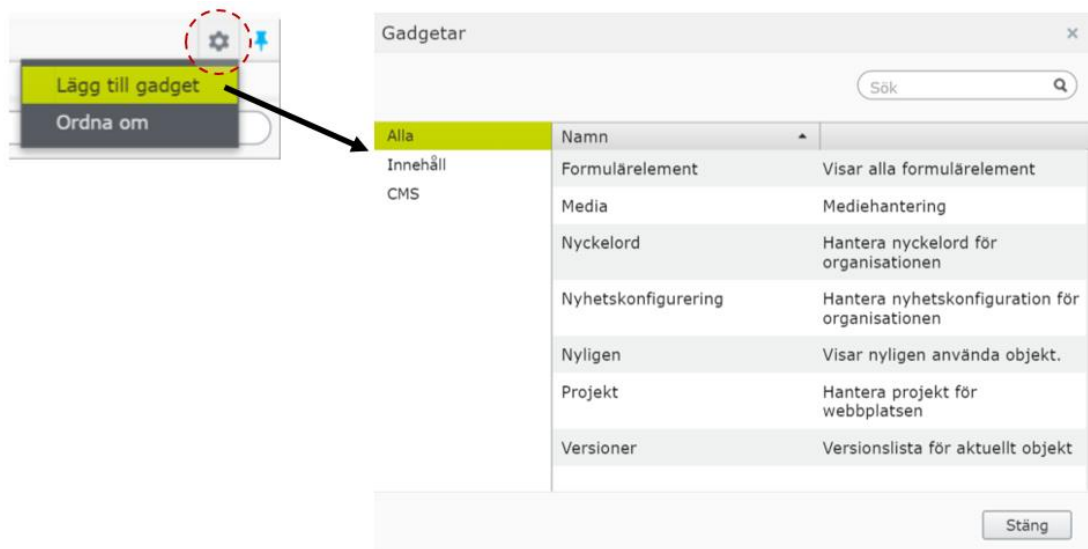 Lägg till gadget
Ordna om
Gadgetar
Sök
Alla
Innehåll
CMS
Namn
Formulärelement
Visar alla formulärelement
Media
Mediehantering
Nyckelord
Hantera nyckelord för
organisationen
Nyhetskonfigurering
Hantera nyhetskonfiguration för
organisationen
Nyligen
Visar nyligen använda objekt.
Projekt
Hantera projekt för
webbplatsen
Versioner
Versionslista för aktuellt objekt
Stäng